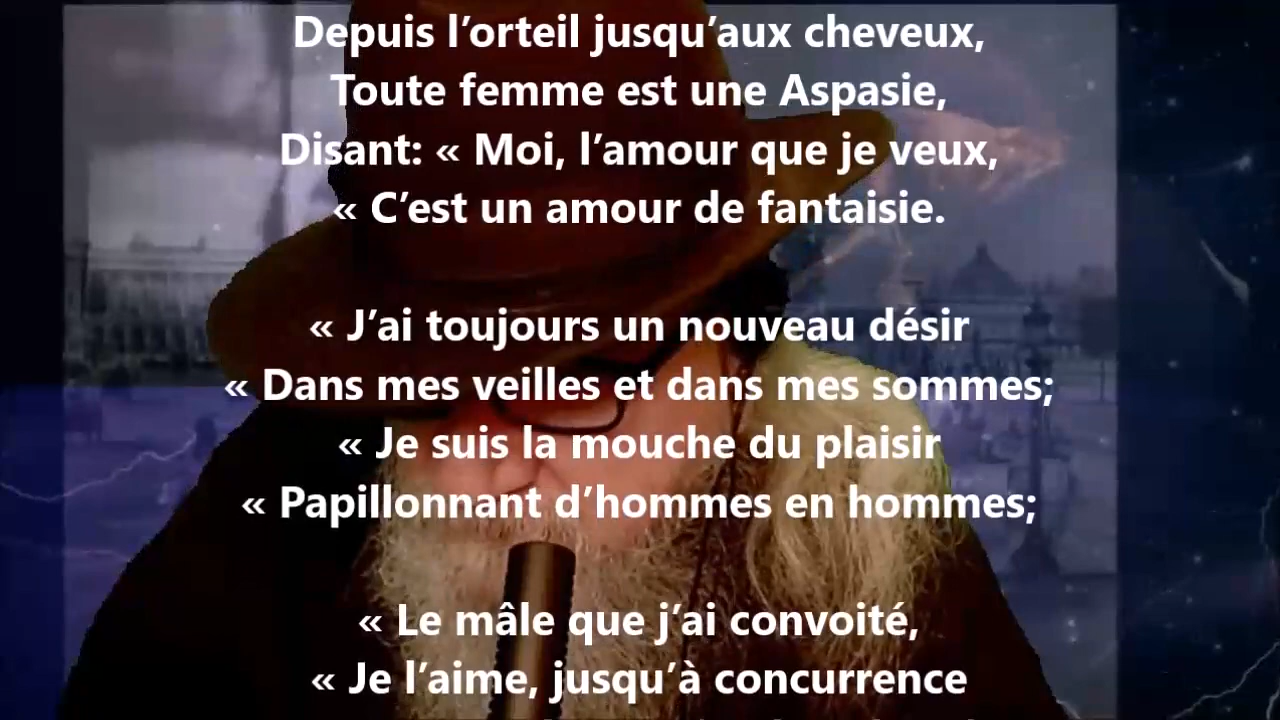 Depuis l’orteil jusqu’aux cheveux,
Toute femme est une Aspasie,
Disant: « Moi, l’amour que je veux,
« C’est un amour de fantaisie.
« J’ai toujours un nouveau désir
« Dans mes veilles et dans mes sommes;
« Je suis la mouche du plaisir
« Papillonnant d’hommes en hommes;
« Le mâle que j’ai convoité,
« Je l’aime, jusqu’à concurrence